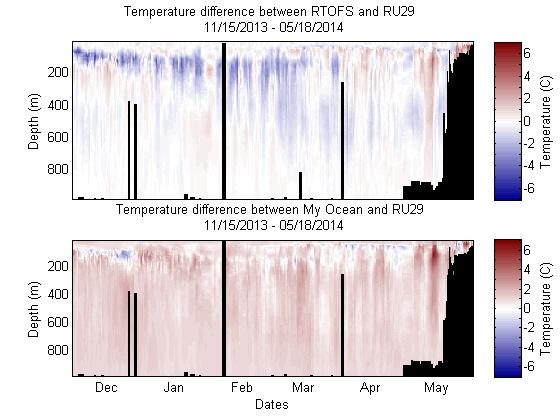 Temperature difference between RTOFS and RU29
11/15/2013 - 05/18/2014
Depth (m)
200
400
600
800
6
4
2
0
-2
-4
-6
Temperature (C)
Temperature difference between My Ocean and RU29
11/15/2013 - 05/18/2014
Depth (m)
200
400
600
800
6
4
2
0
-2
-4
-6
Temperature (C)
Dec Jan Feb Mar Apr May
Dates